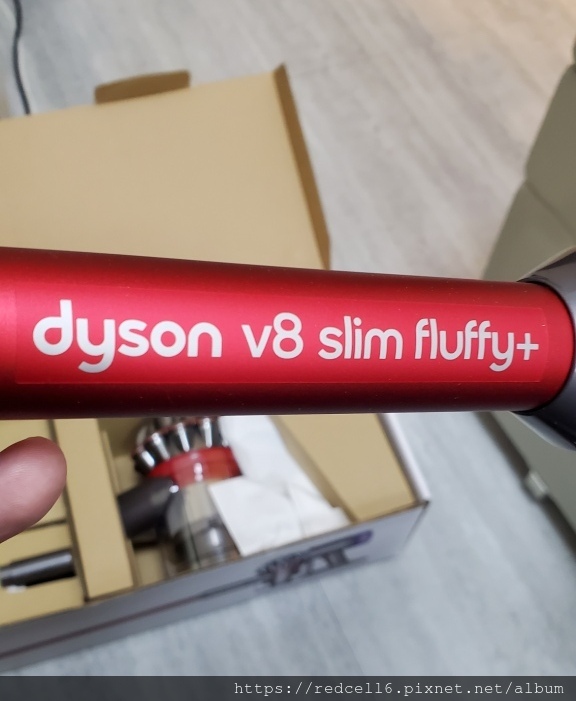 dyson v8 slim fluffy+
https://redcell6.pixnet.net/album